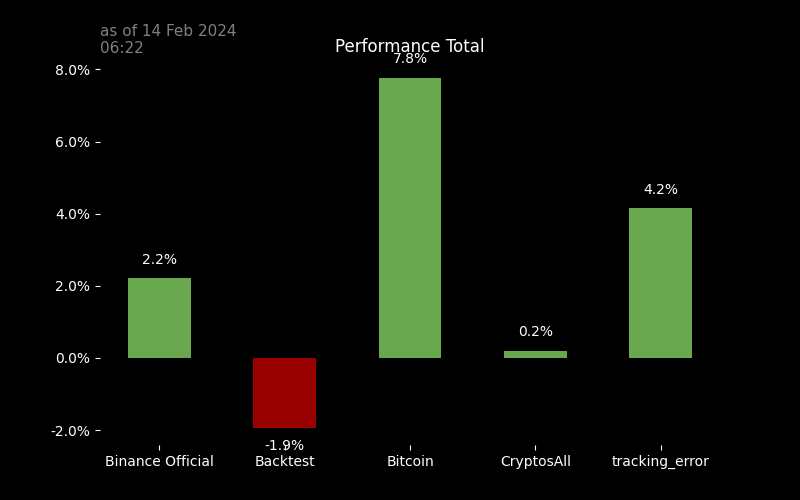 as of 14 Feb 2024
06:22
Performance Total
8.0%
7.8%
6.0%
4.2%
4.0%
2.2%
2.0%
0.2%
0.0%
-2.0%
-1.9%
Binance Official
Backtest
Bitcoin
CryptosAll
tracking_error